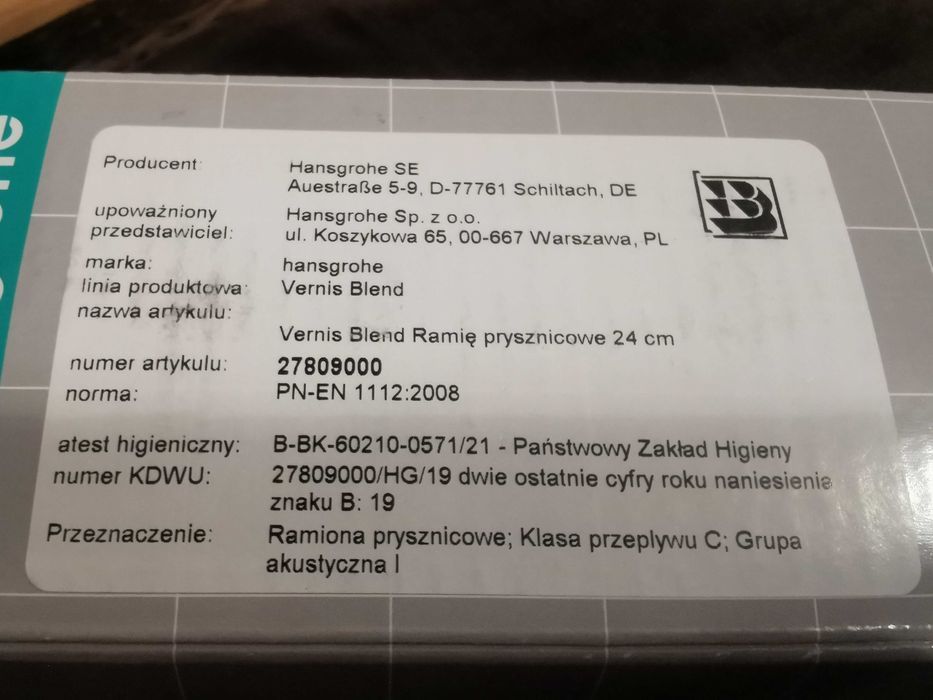 Producent: Hansgrohe SE
Auestraße 5-9, D-77761 Schiltach, DE
upoważniony przedstawiciel: Hansgrohe Sp. z o.o.
ul. Koszykowa 65, 00-667 Warszawa, PL
marka: hansgrohe
linia produktowa: Vernis Blend
nazwa artykulu:
Vernis Blend Ramię prysznicowe 24 cm
numer artykulu: 27809000
norma: PN-EN 1112:2008
atest higieniczny: B-BK-60210-0571/21 - Państwowy Zakład Higieny
numer KDWU: 27809000/HG/19 dwie ostatnie cyfry roku naniesienia
znaku B: 19
Przeznaczenie: Ramiona prysznicowe; Klasa przeplywu C; Grupa
akustyczna I
B